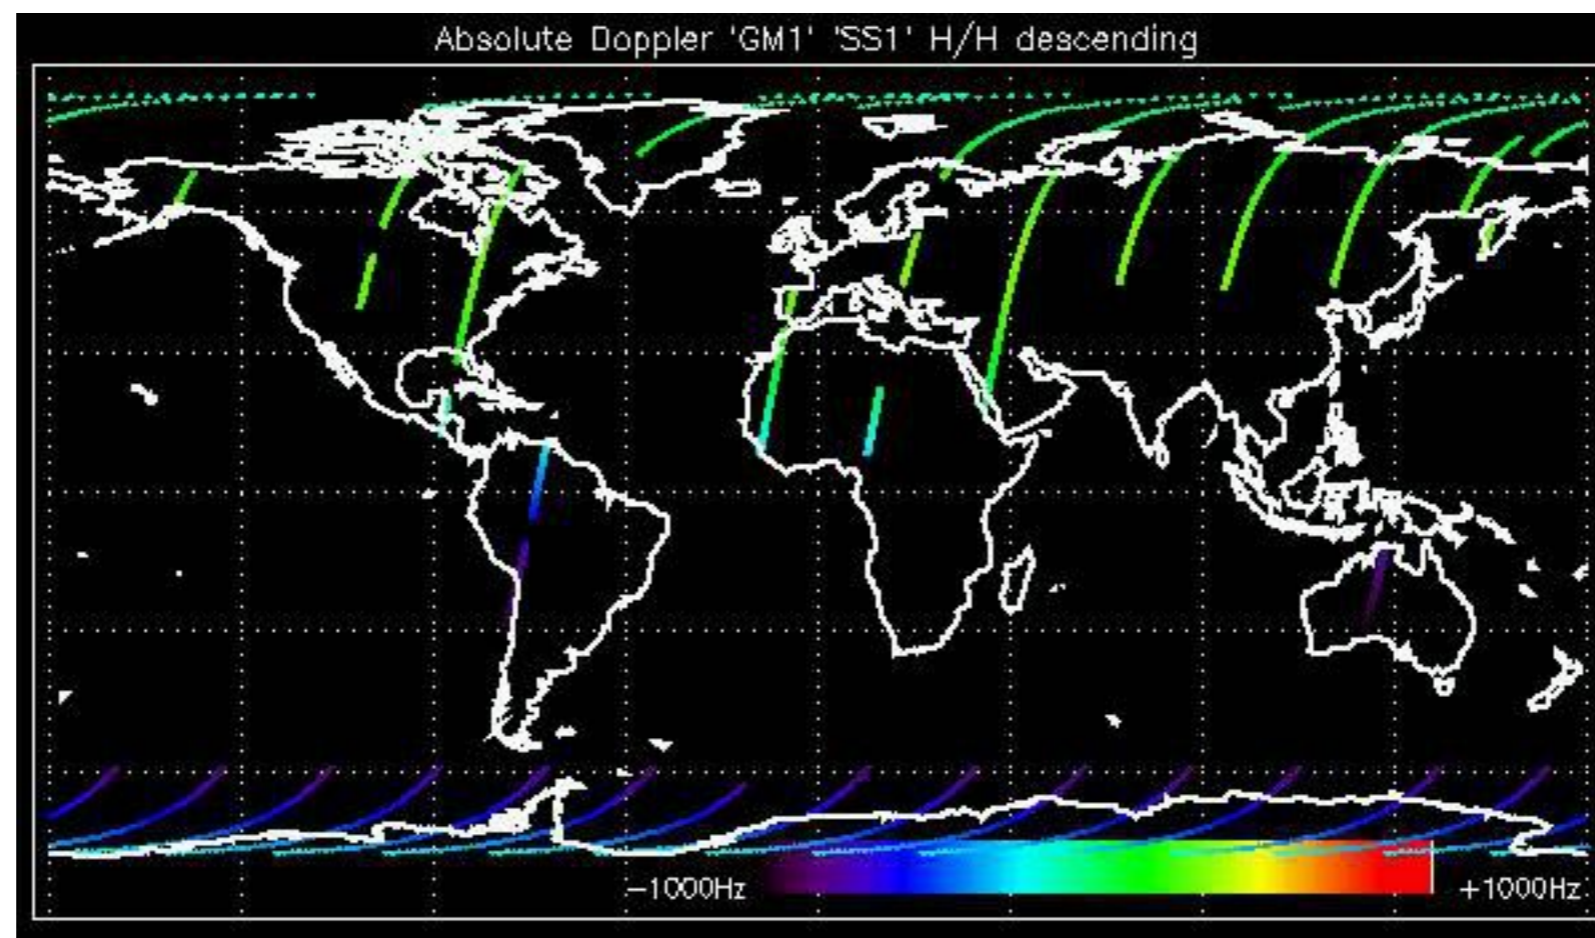 Absolute Doppler 'GM1' 'SS1' H/H descending
−1000Hz
+1000Hz